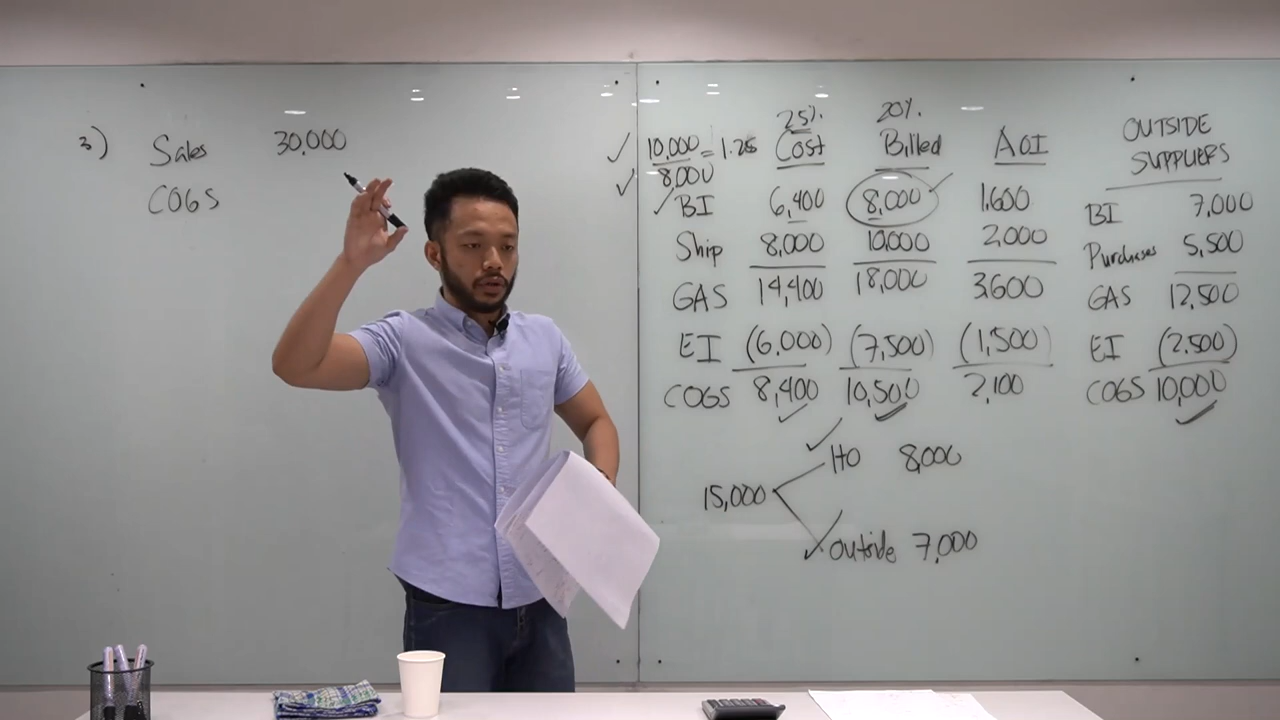 3) Sales 30,000
COGS
25% 20%
10,000 = 1.25 Cost Billed AOI
8,000
BI 6,400 8,000 1,600
Ship 8,000 10,000 2,000
GAS 14,400 18,000 3,600
EI (6,000) (7,500) (1,500)
COGS 8,400 10,500 2,100
HO 8,000
15,000
Outside 7,000
OUTSIDE
SUPPLIERS
BI 7,000
Purchases 5,500
GAS 12,500
EI (2,500)
COGS 10,000